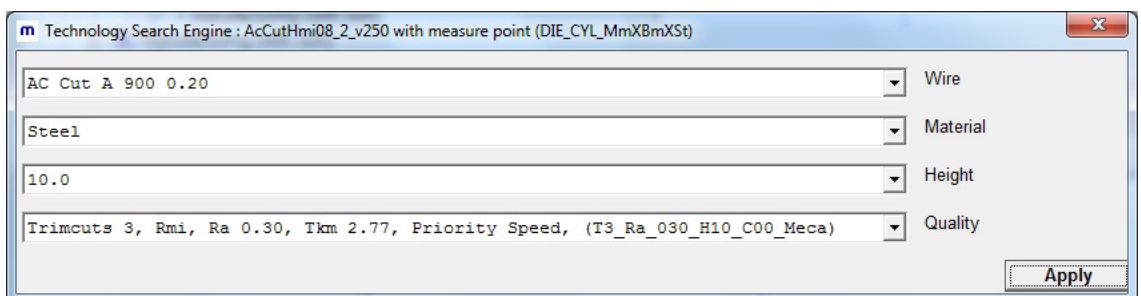 m Technology Search Engine : AcCutHmi08_2_v250 with measure point (DIE_CYL_MmXBmXSt)
AC Cut A 900 0.20 Wire
Steel Material
10.0 Height
Trimcuts 3, Rmi, Ra 0.30, Tkm 2.77, Priority Speed, (T3_Ra_030_H10_C00_Meca) Quality
Apply